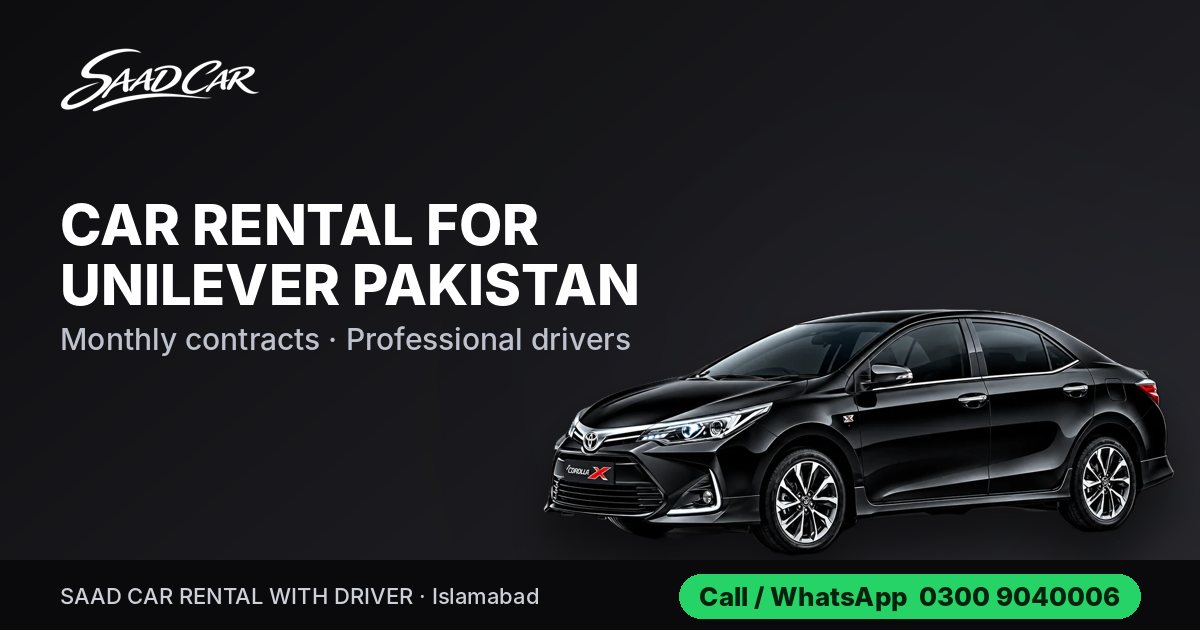 SAAD CAR
CAR RENTAL FOR
UNILEVER PAKISTAN
Monthly contracts · Professional drivers
COROLLA X
X
SAAD CAR RENTAL WITH DRIVER · Islamabad
Call / WhatsApp 0300 9040006